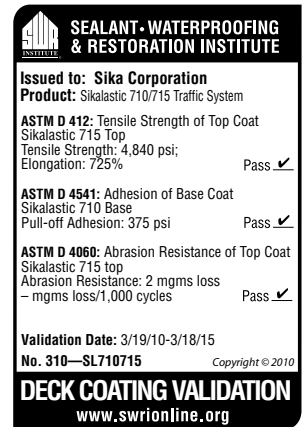 SWR
INSTITUTE
SEALANT • WATERPROOFING
& RESTORATION INSTITUTE
Issued to: Sika Corporation
Product: Sikalastic 710/715 Traffic System
ASTM D 412: Tensile Strength of Top Coat
Sikalastic 715 Top
Tensile Strength: 4,840 psi;
Elongation: 725% Pass ✔
ASTM D 4541: Adhesion of Base Coat
Sikalastic 710 Base
Pull-off Adhesion: 375 psi Pass ✔
ASTM D 4060: Abrasion Resistance of Top Coat
Sikalastic 715 top
Abrasion Resistance: 2 mgms loss
– mgms loss/1,000 cycles Pass ✔
Validation Date: 3/19/10-3/18/15
No. 310—SL710715 Copyright © 2010
DECK COATING VALIDATION
www.swrionline.org